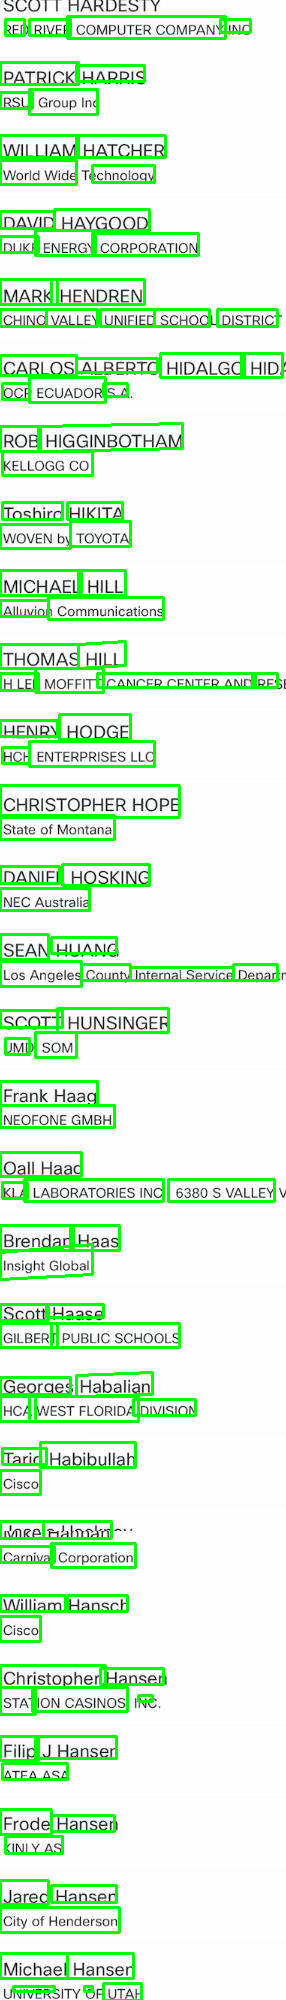 SCOTT HARDESTY
RED RIVER COMPUTER COMPANY INC
PATRICK HARRIS
RSU Group Inc
WILLIAM HATCHER
World Wide Technology
DAVID HAYGOOD
DUKE ENERGY CORPORATION
MARK HENDREN
CHINO VALLEY UNIFIED SCHOOL DISTRICT
CARLOS ALBERTO HIDALGO HIDA
OCP ECUADOR S.A.
ROB HIGGINBOTHAM
KELLOGG CO
Toshiro HIKITA
WOVEN by TOYOTA
MICHAEL HILL
Alluvion Communications
THOMAS HILL
H LEE MOFFITT CANCER CENTER AND RESE
HENRY HODGE
HCH ENTERPRISES LLC
CHRISTOPHER HOPE
State of Montana
DANIEL HOSKING
NEC Australia
SEAN HUANG
Los Angeles County Internal Service Departm
SCOTT HUNSINGER
UMD SOM
Frank Haag
NEOFONE GMBH
Oall Haag
KLA LABORATORIES INC 6380 S VALLEY V
Brendan Haas
Insight Global
Scott Haase
GILBERT PUBLIC SCHOOLS
Georges Habalian
HCA WEST FLORIDA DIVISION
Tariq Habibullah
Cisco
Carnival Corporation
William Hansch
Cisco
Christopher Hansen
STATION CASINOS, INC.
Filip J Hansen
ATEA ASA
Frode Hansen
KINLY AS
Jared Hansen
City of Henderson
Michael Hansen
UNIVERSITY OF UTAH